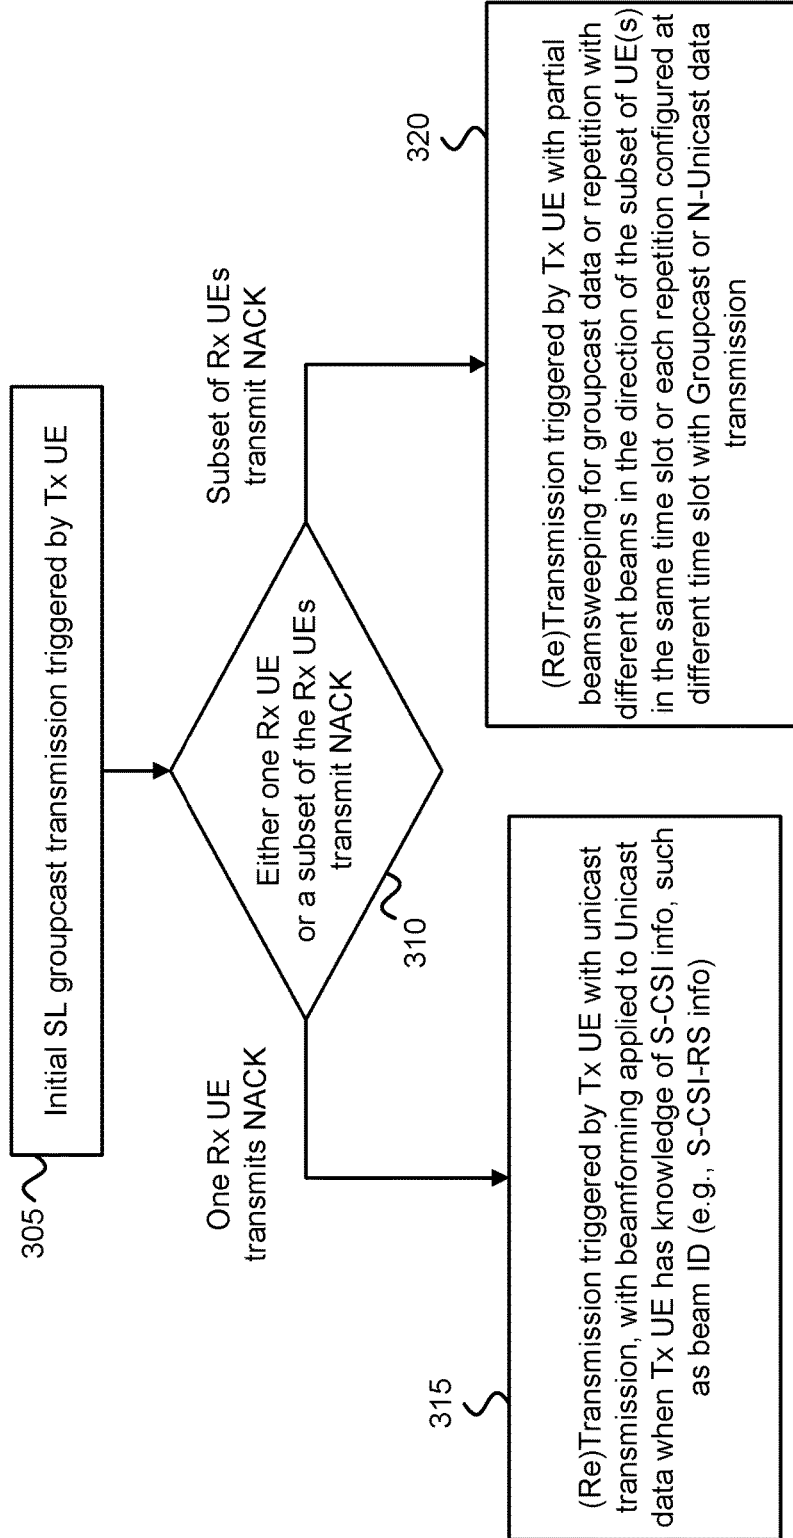 305
Initial SL groupcast transmission triggered by Tx UE
One Rx UE
transmits NACK
Either one Rx UE
or a subset of the Rx UEs
transmit NACK
310
Subset of Rx UEs
transmit NACK
315
(Re)Transmission triggered by Tx UE with unicast
transmission, with beamforming applied to Unicast
data when Tx UE has knowledge of S-CSI info, such
as beam ID (e.g., S-CSI-RS info)
320
(Re)Transmission triggered by Tx UE with partial
beamsweeping for groupcast data or repetition with
different beams in the direction of the subset of UE(s)
in the same time slot or each repetition configured at
different time slot with Groupcast or N-Unicast data
transmission